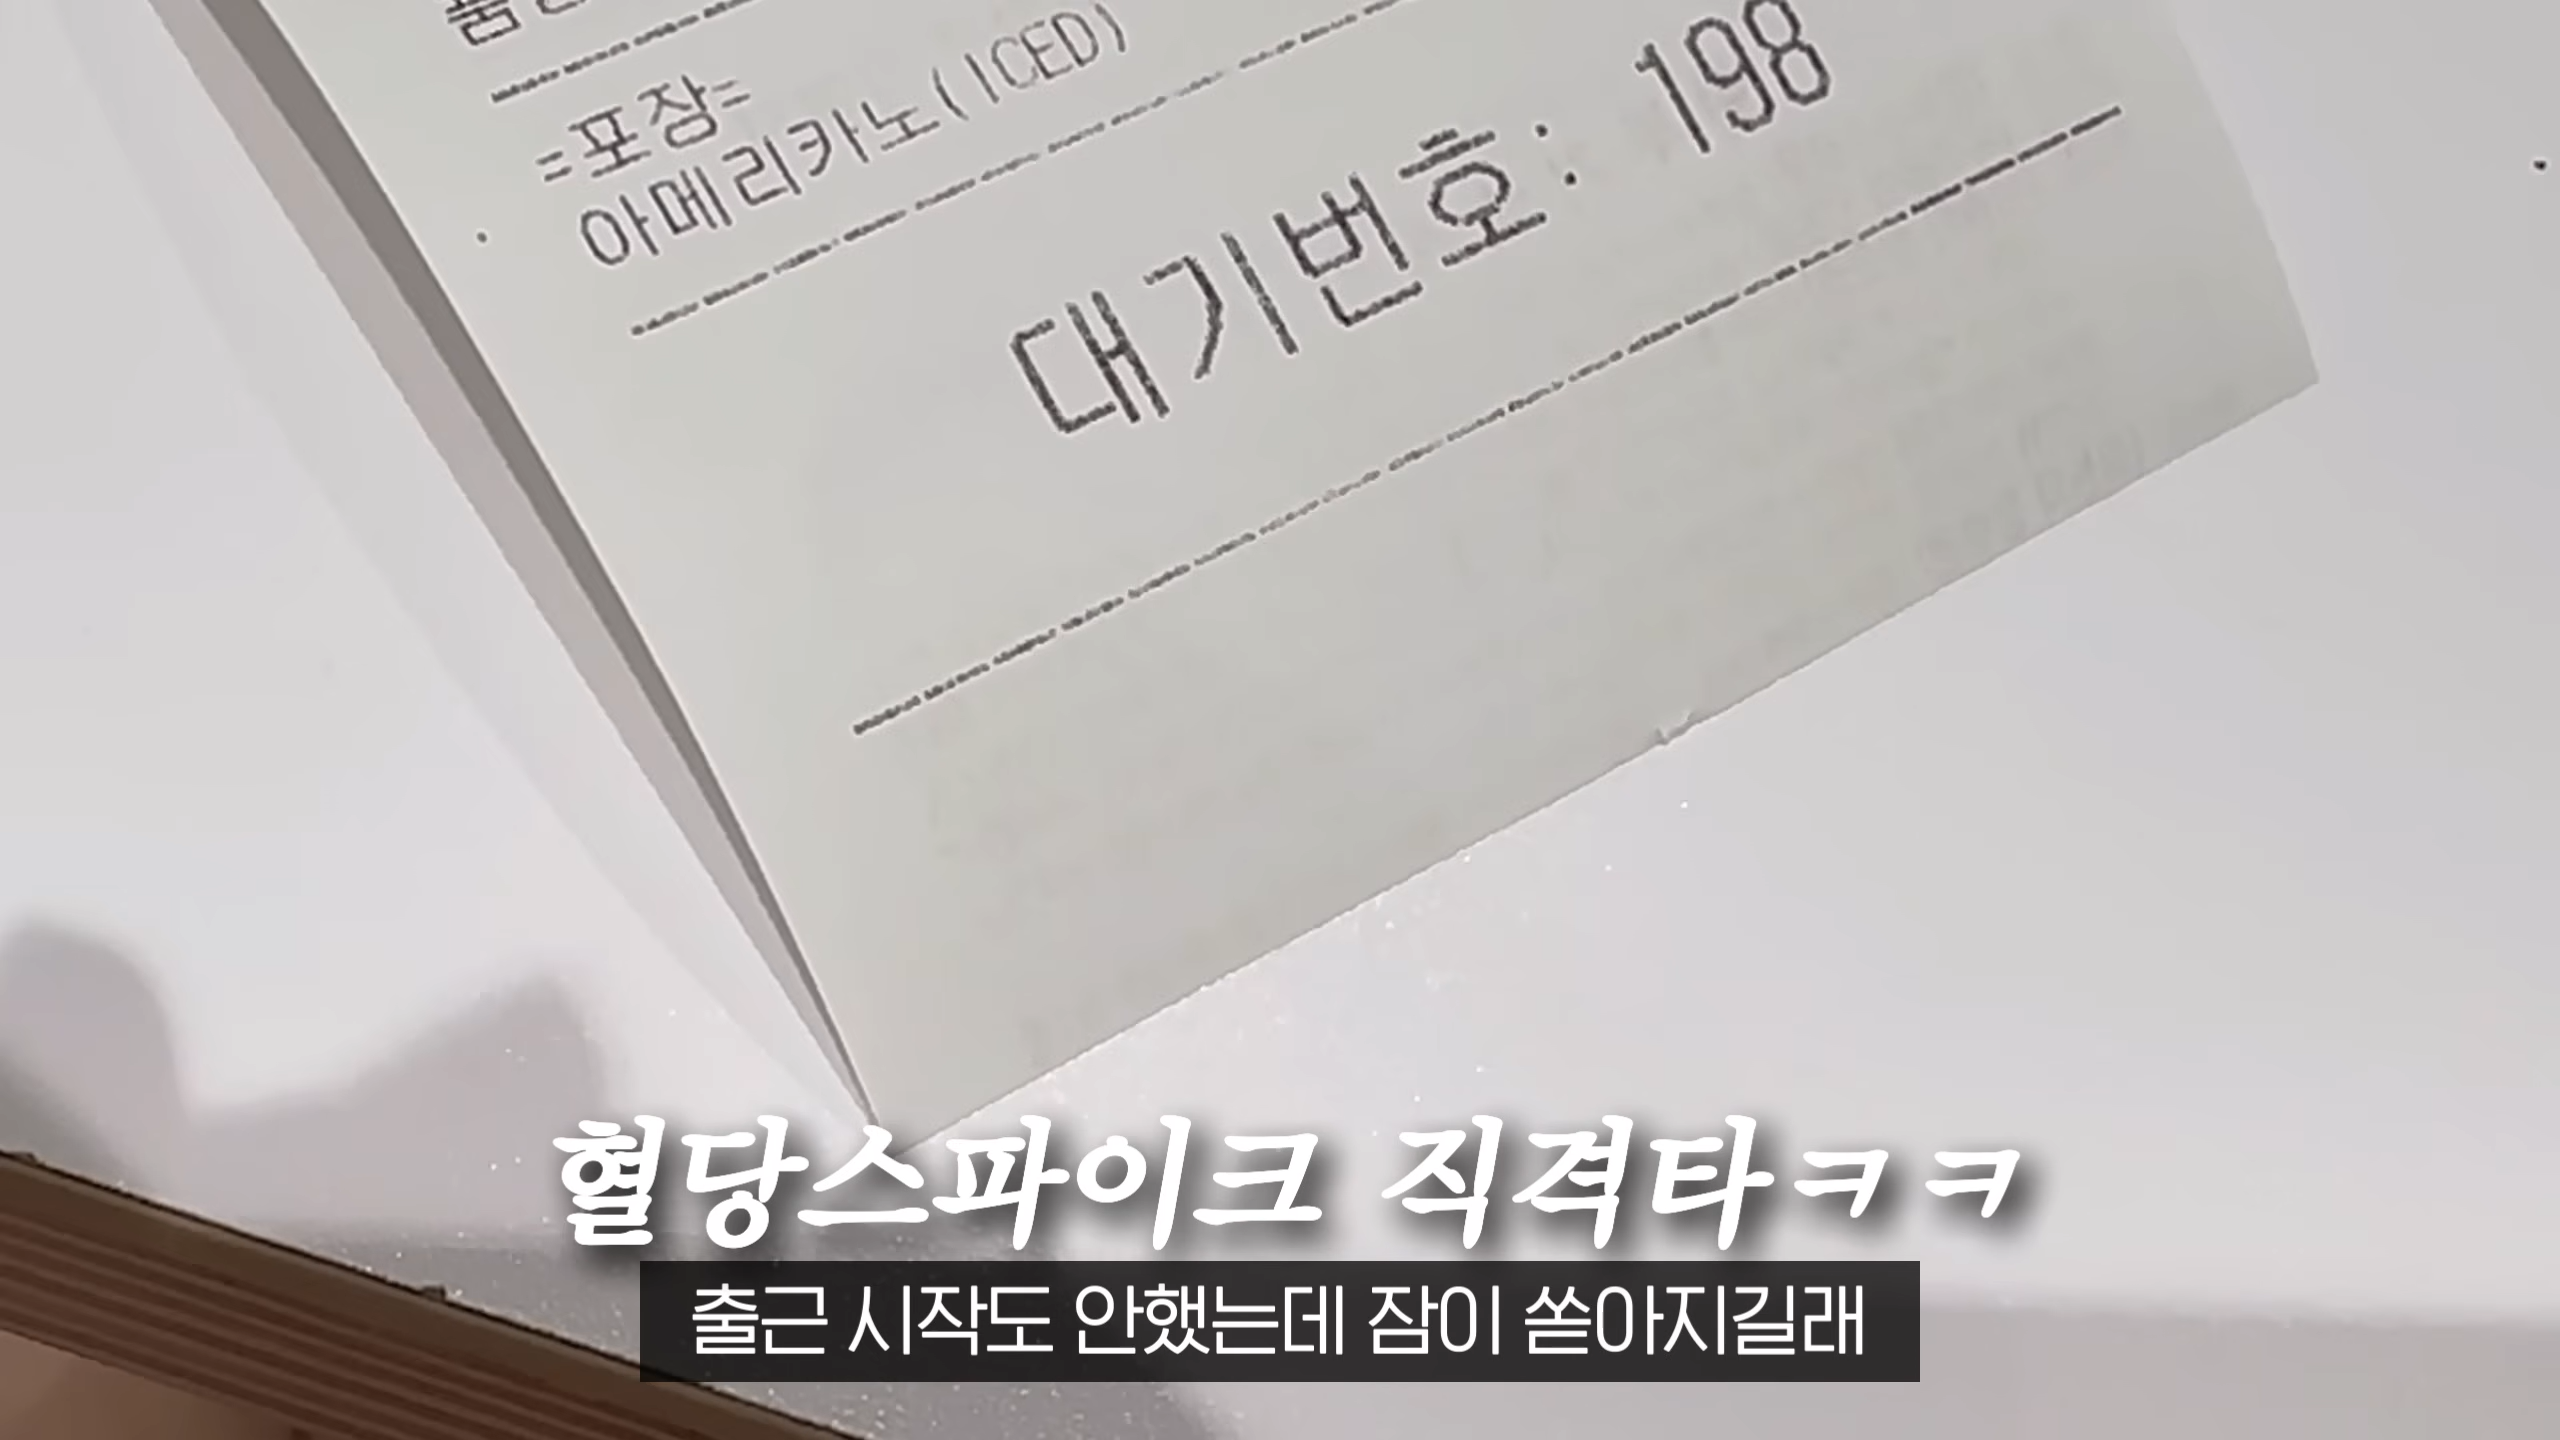 =포장=
아메리카노(ICED)
대기번호: 198
혈당스파이크 직격타ㅋㅋ
출근 시작도 안했는데 잠이 쏟아지길래